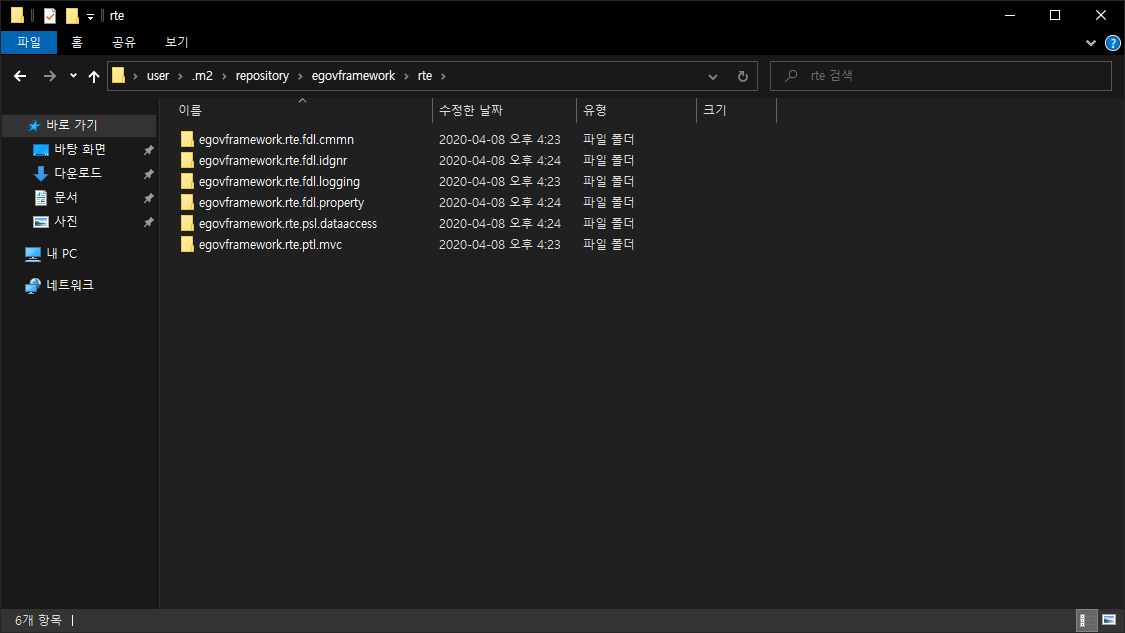 rte
파일 홈 공유 보기
user › .m2 › repository › egovframework › rte ›
rte 검색
이름 수정한 날짜 유형 크기
바로 가기
바탕 화면
다운로드
문서
사진
내 PC
네트워크
egovframework.rte.fdl.cmmn 2020-04-08 오후 4:23 파일 폴더
egovframework.rte.fdl.idgnr 2020-04-08 오후 4:24 파일 폴더
egovframework.rte.fdl.logging 2020-04-08 오후 4:23 파일 폴더
egovframework.rte.fdl.property 2020-04-08 오후 4:24 파일 폴더
egovframework.rte.psl.dataaccess 2020-04-08 오후 4:24 파일 폴더
egovframework.rte.ptl.mvc 2020-04-08 오후 4:23 파일 폴더
6개 항목